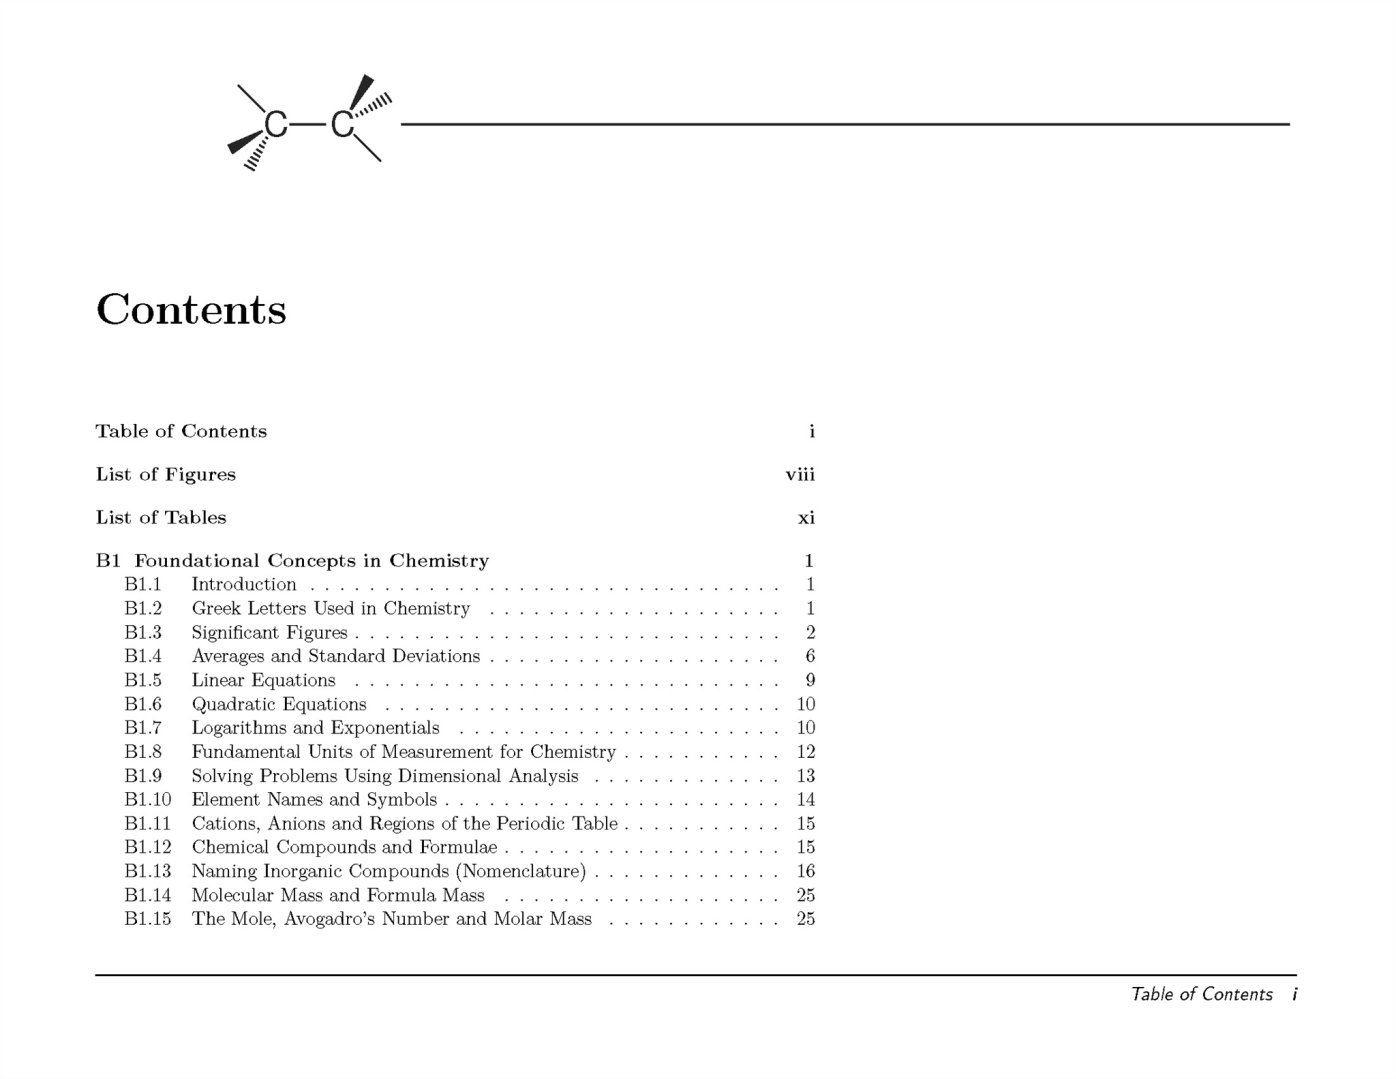 C C
Contents
Table of Contents i
List of Figures viii
List of Tables xi
B1 Foundational Concepts in Chemistry 1
B1.1 Introduction . . . . . . . . . . . . . . . . . . . . . . . . . . . . . . . . 1
B1.2 Greek Letters Used in Chemistry . . . . . . . . . . . . . . . . . . . . 1
B1.3 Significant Figures . . . . . . . . . . . . . . . . . . . . . . . . . . . . . 2
B1.4 Averages and Standard Deviations . . . . . . . . . . . . . . . . . . . . 6
B1.5 Linear Equations . . . . . . . . . . . . . . . . . . . . . . . . . . . . . 9
B1.6 Quadratic Equations . . . . . . . . . . . . . . . . . . . . . . . . . . . 10
B1.7 Logarithms and Exponentials . . . . . . . . . . . . . . . . . . . . . . 10
B1.8 Fundamental Units of Measurement for Chemistry . . . . . . . . . . . 12
B1.9 Solving Problems Using Dimensional Analysis . . . . . . . . . . . . . 13
B1.10 Element Names and Symbols . . . . . . . . . . . . . . . . . . . . . . . 14
B1.11 Cations, Anions and Regions of the Periodic Table . . . . . . . . . . . 15
B1.12 Chemical Compounds and Formulae . . . . . . . . . . . . . . . . . . . 15
B1.13 Naming Inorganic Compounds (Nomenclature) . . . . . . . . . . . . . 16
B1.14 Molecular Mass and Formula Mass . . . . . . . . . . . . . . . . . . . 25
B1.15 The Mole, Avogadro's Number and Molar Mass . . . . . . . . . . . . 25
Table of Contents i